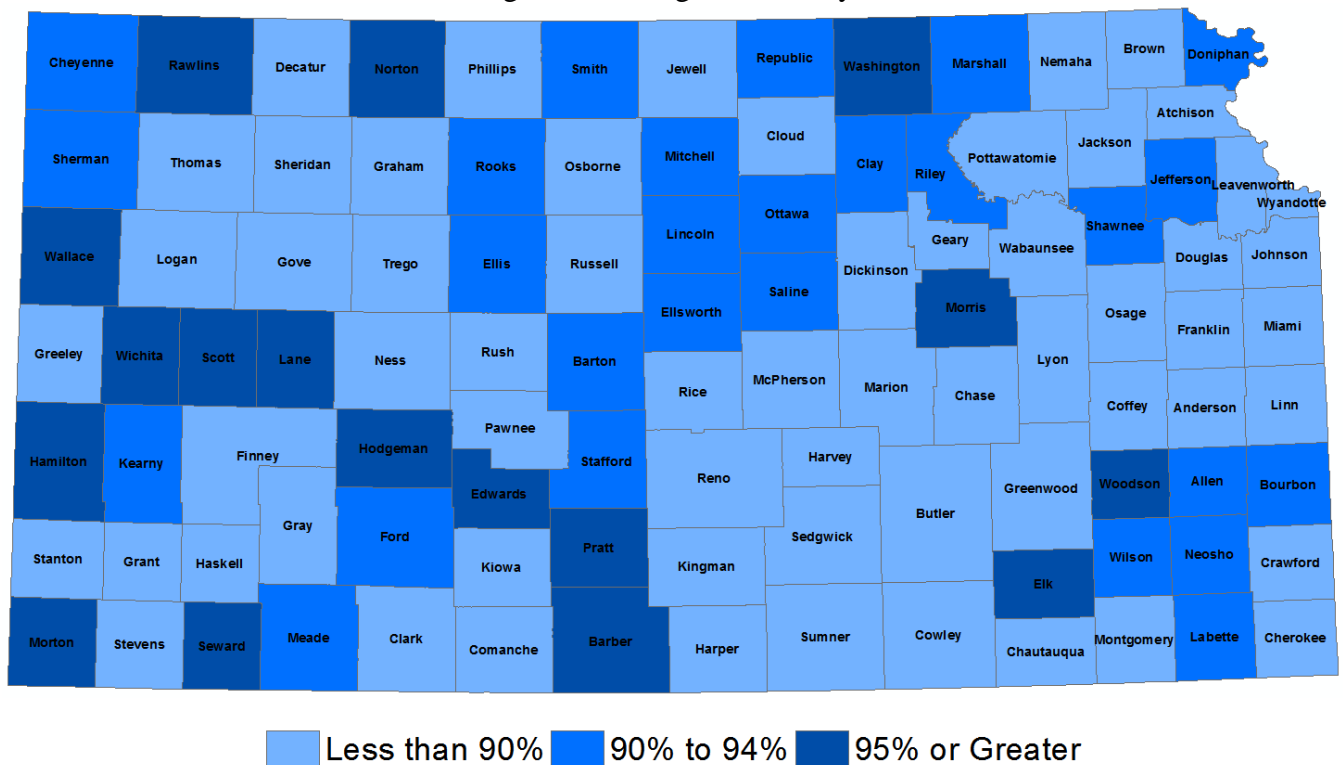 Cheyenne
Rawlins
Decatur
Norton
Phillips
Smith
Jewell
Republic
Washington
Marshall
Nemaha
Brown
Doniphan
Sherman
Thomas
Sheridan
Graham
Rooks
Osborne
Mitchell
Cloud
Clay
Riley
Pottawatomie
Jackson
Atchison
Jefferson
Leavenworth
Wyandotte
Wallace
Logan
Gove
Trego
Ellis
Russell
Lincoln
Ottawa
Saline
Dickinson
Geary
Wabaunsee
Shawnee
Douglas
Johnson
Greeley
Wichita
Scott
Lane
Ness
Rush
Barton
Ellsworth
Rice
McPherson
Marion
Morris
Chase
Lyon
Osage
Franklin
Miami
Hamilton
Kearny
Finney
Hodgeman
Pawnee
Edwards
Stafford
Reno
Harvey
Sedgwick
Butler
Greenwood
Coffey
Anderson
Linn
Woodson
Allen
Bourbon
Stanton
Grant
Haskell
Gray
Ford
Kiowa
Pratt
Kingman
Elk
Wilson
Neosho
Crawford
Morton
Stevens
Seward
Meade
Clark
Comanche
Barber
Harper
Sumner
Cowley
Chautauqua
Montgomery
Labette
Cherokee
Less than 90%
90% to 94%
95% or Greater